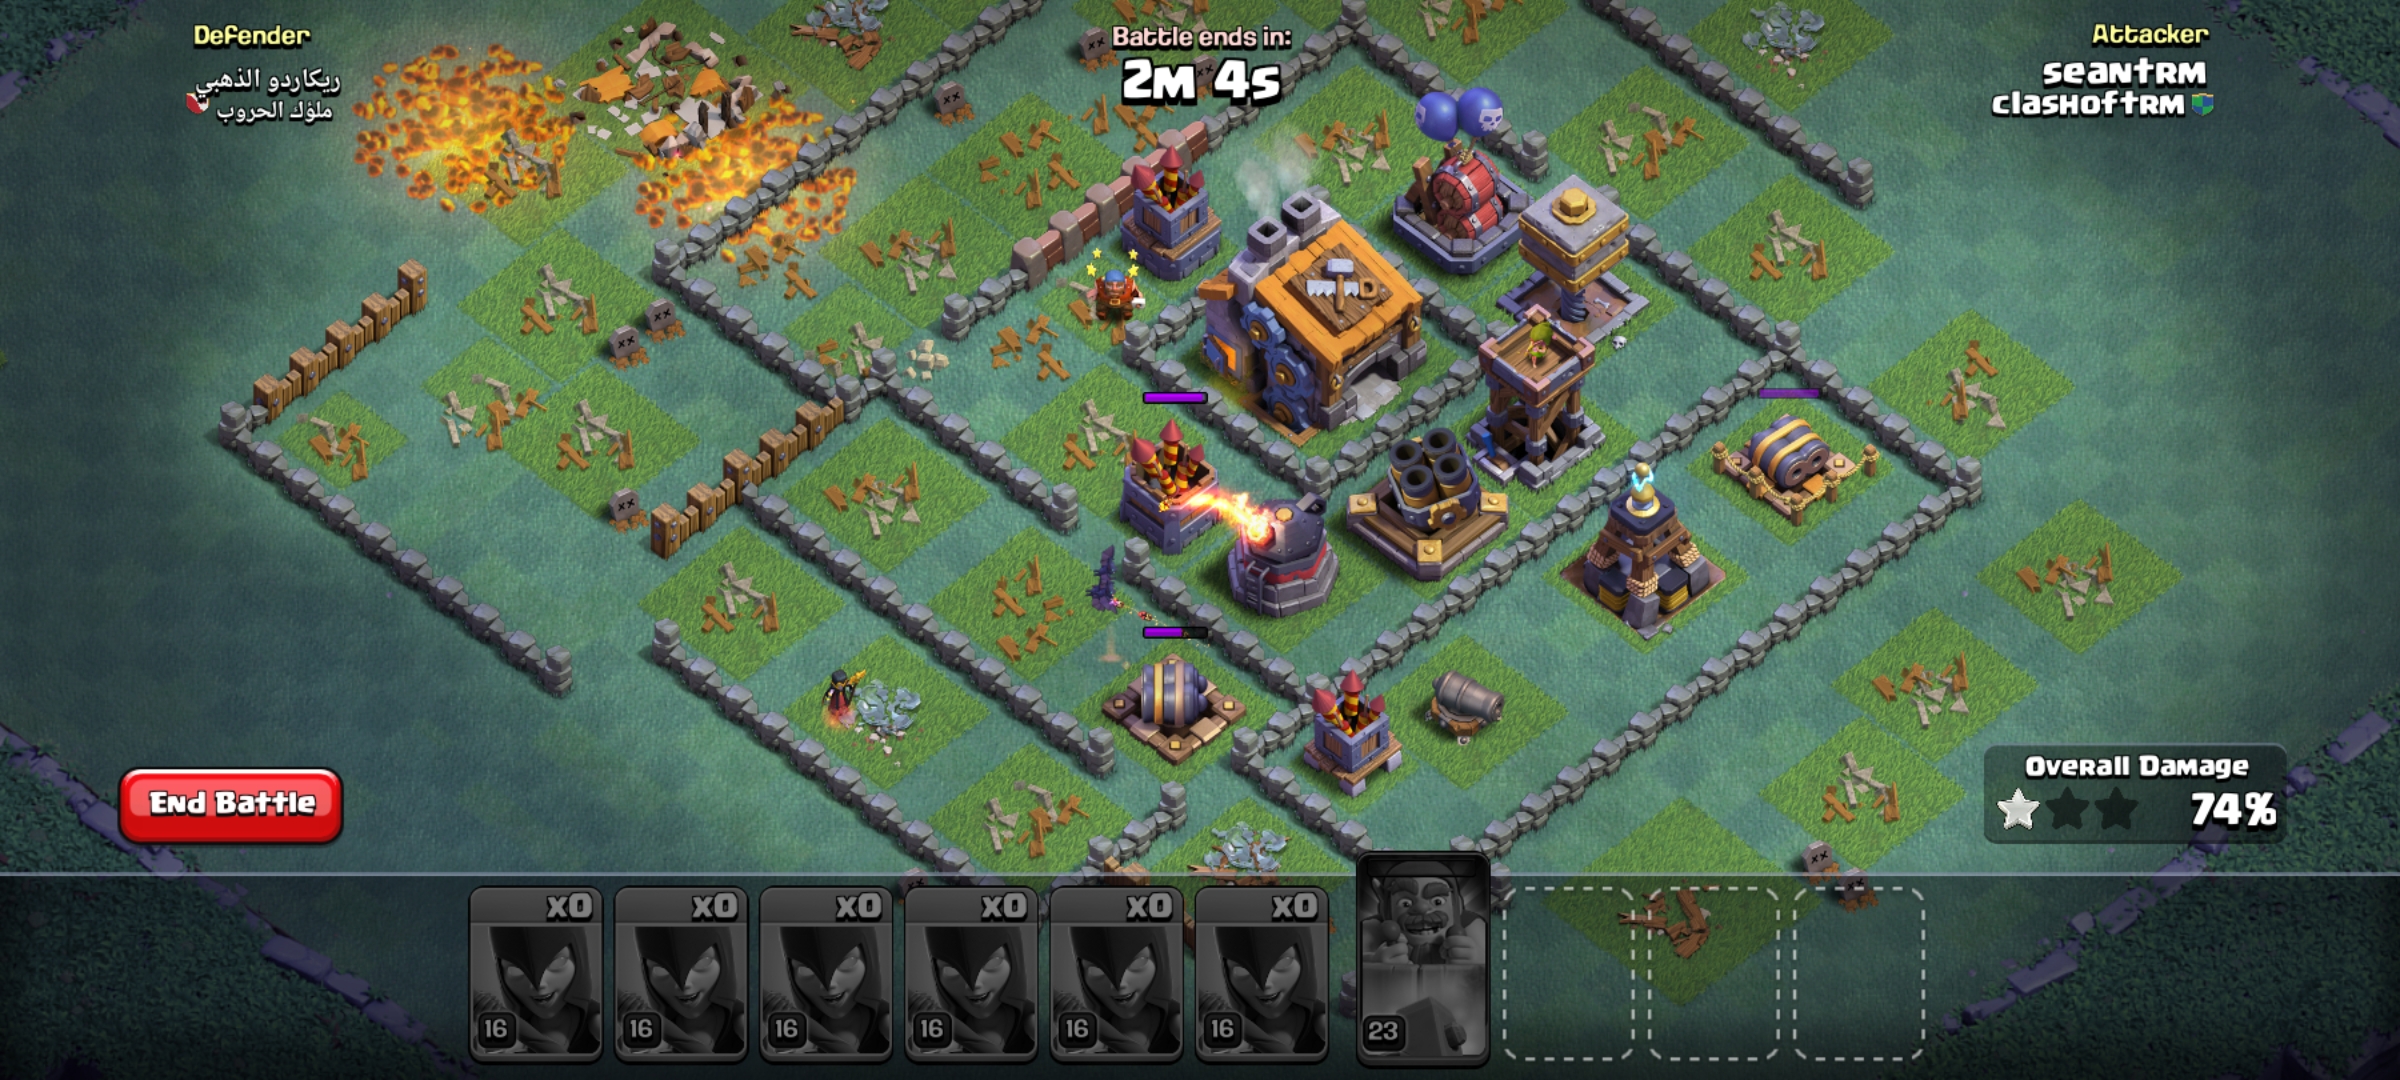 Defender
ريكاردو الذهبي
ملوك الحروب
Battle ends in:
2M 4S
Attacker
seantRM
clashoftRM
End Battle
Overall Damage
74%
x0
x0
x0
x0
x0
x0
16
16
16
16
16
16
23